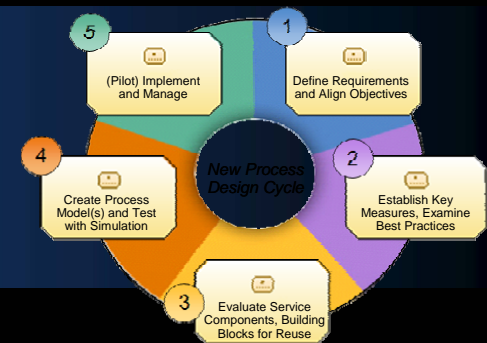 New Process
Design Cycle
1
Define Requirements
and Align Objectives
2
Establish Key
Measures, Examine
Best Practices
3
Evaluate Service
Components, Building
Blocks for Reuse
4
Create Process
Model(s) and Test
with Simulation
5
(Pilot) Implement
and Manage